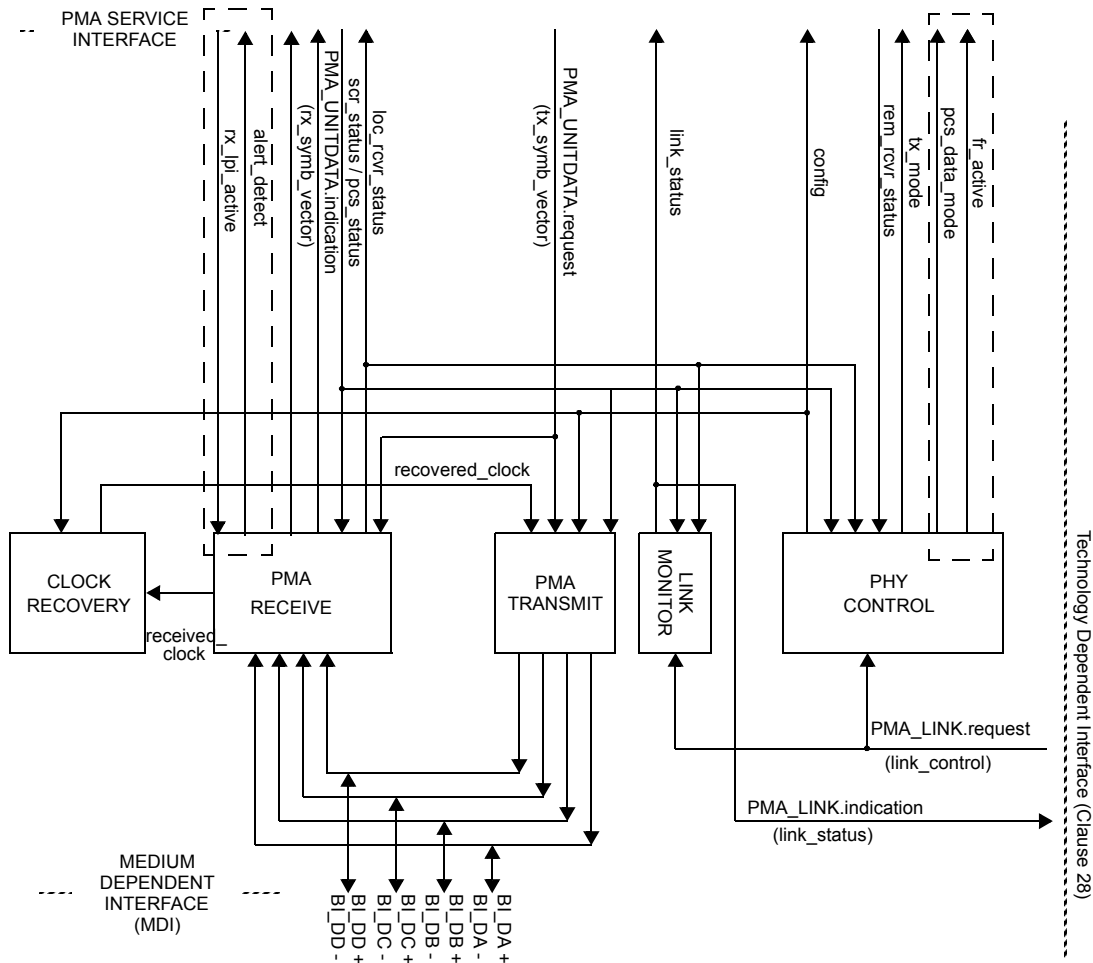 PMA SERVICE
INTERFACE
rx_lpi_active
alert_detect
(rx_symb_vector)
PMA_UNITDATA.indication
scr_status / pcs_status
loc_rcvr_status
(tx_symb_vector)
PMA_UNITDATA.request
link_status
config
rem_rcvr_status
tx_mode
pcs_data_mode
fr_active
Technology Dependent Interface (Clause 28)
recovered_clock
CLOCK
RECOVERY
PMA
RECEIVE
PMA
TRANSMIT
LINK
MONITOR
PHY
CONTROL
received_
clock
PMA_LINK.request
(link_control)
PMA_LINK.indication
(link_status)
MEDIUM
DEPENDENT
INTERFACE
(MDI)
BI_DD -
BI_DD +
BI_DC -
BI_DC +
BI_DB -
BI_DB +
BI_DA -
BI_DA +